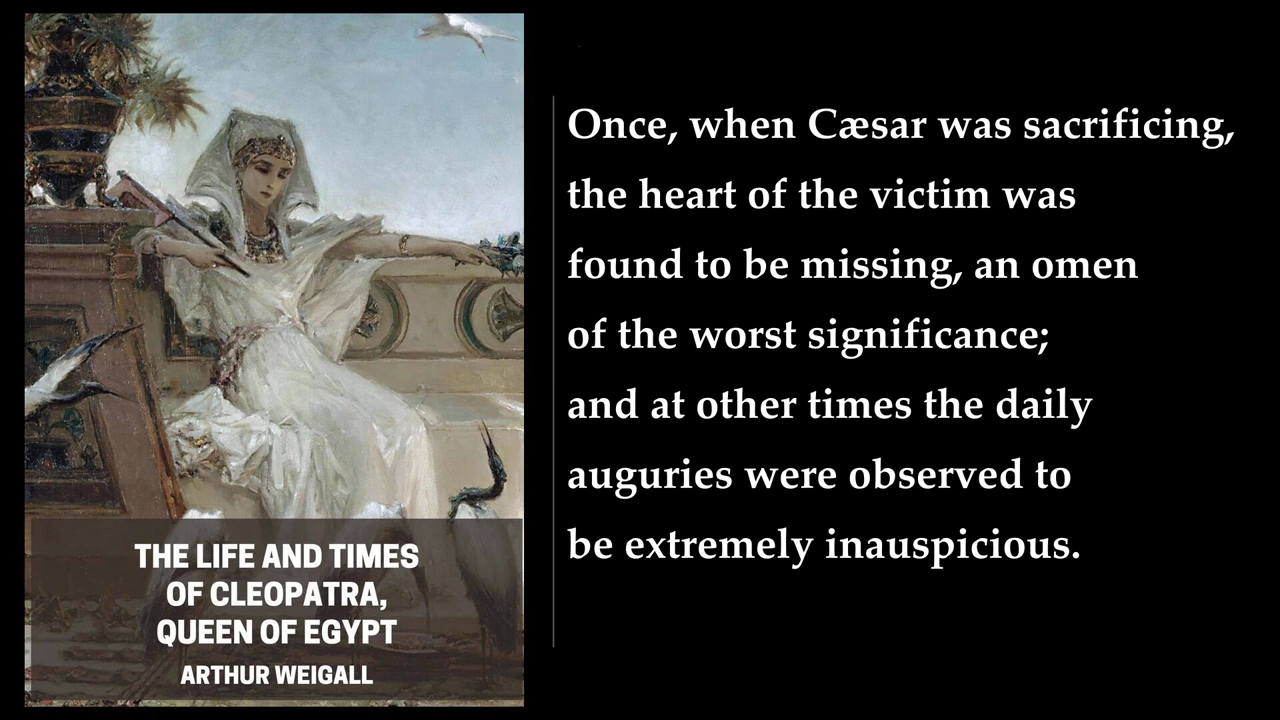 THE LIFE AND TIMES
OF CLEOPATRA,
QUEEN OF EGYPT
ARTHUR WEIGALL
Once, when Cæsar was sacrificing,
the heart of the victim was
found to be missing, an omen
of the worst significance;
and at other times the daily
auguries were observed to
be extremely inauspicious.